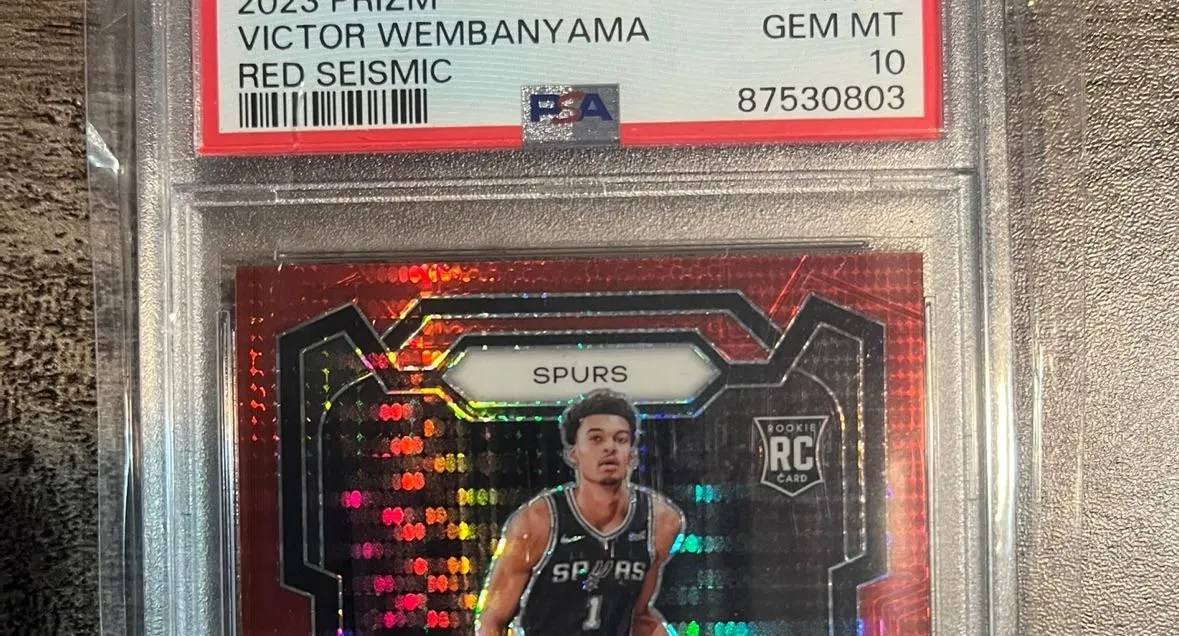 2023 PRIZM
VICTOR WEMBANYAMA
GEM MT
RED SEISMIC
10
PSA
87530803
SPURS
ROOKIE
RC
CARD
SPURS
1